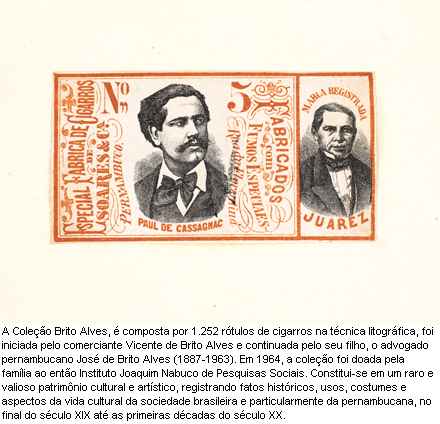 ESPECIAL FABRICA DE CIGAROS
DE
SOARES & Ca.
PERNAMBUCO
No
5
PAUL DE CASSAGNAC
FABRICADOS
COM
FUMOS ESPECIAES
MARCA REGISTRADA
JUAREZ
A Coleção Brito Alves, é composta por 1.252 rótulos de cigarros na técnica litográfica, foi
iniciada pelo comerciante Vicente de Brito Alves e continuada pelo seu filho, o advogado
pernambucano José de Brito Alves (1887-1963). Em 1964, a coleção foi doada pela
família ao então Instituto Joaquim Nabuco de Pesquisas Sociais. Constitui-se em um raro e
valioso patrimônio cultural e artístico, registrando fatos históricos, usos, costumes e
aspectos da vida cultural da sociedade brasileira e particularmente da pernambucana, no
final do século XIX até as primeiras décadas do século XX.